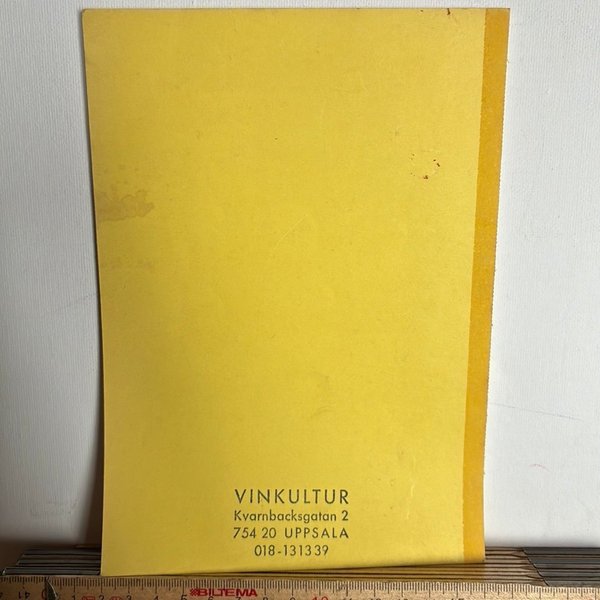 VINKULTUR
Kvarnbacksgatan 2
754 20 UPPSALA
018-131339
BILTEMA